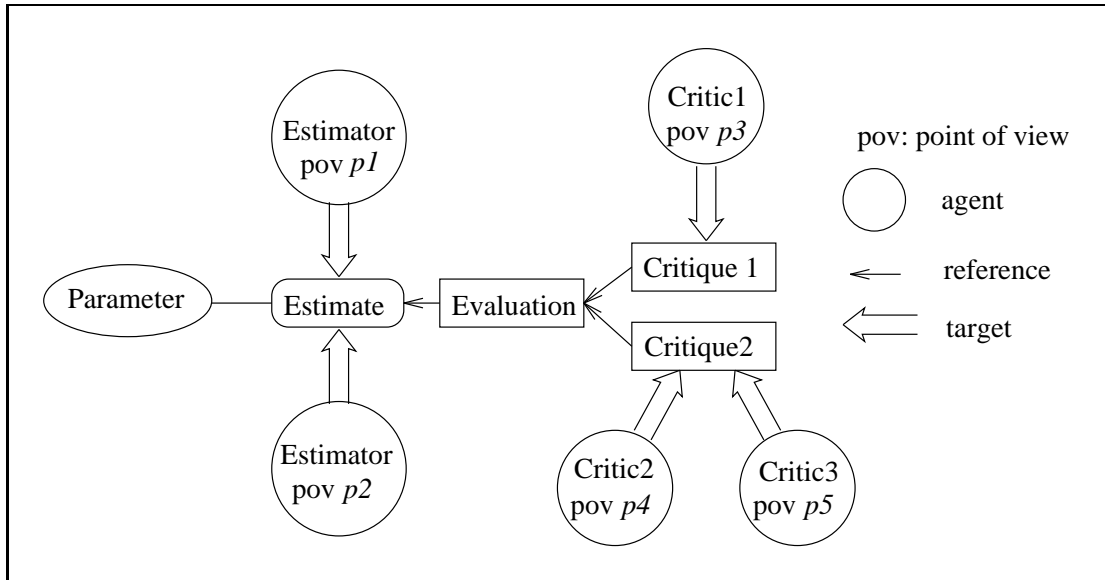 Estimator
pov p1
Critic1
pov p3
pov: point of view
agent
Parameter
Estimate
Evaluation
Critique 1
reference
Critique2
target
Estimator
pov p2
Critic2
pov p4
Critic3
pov p5